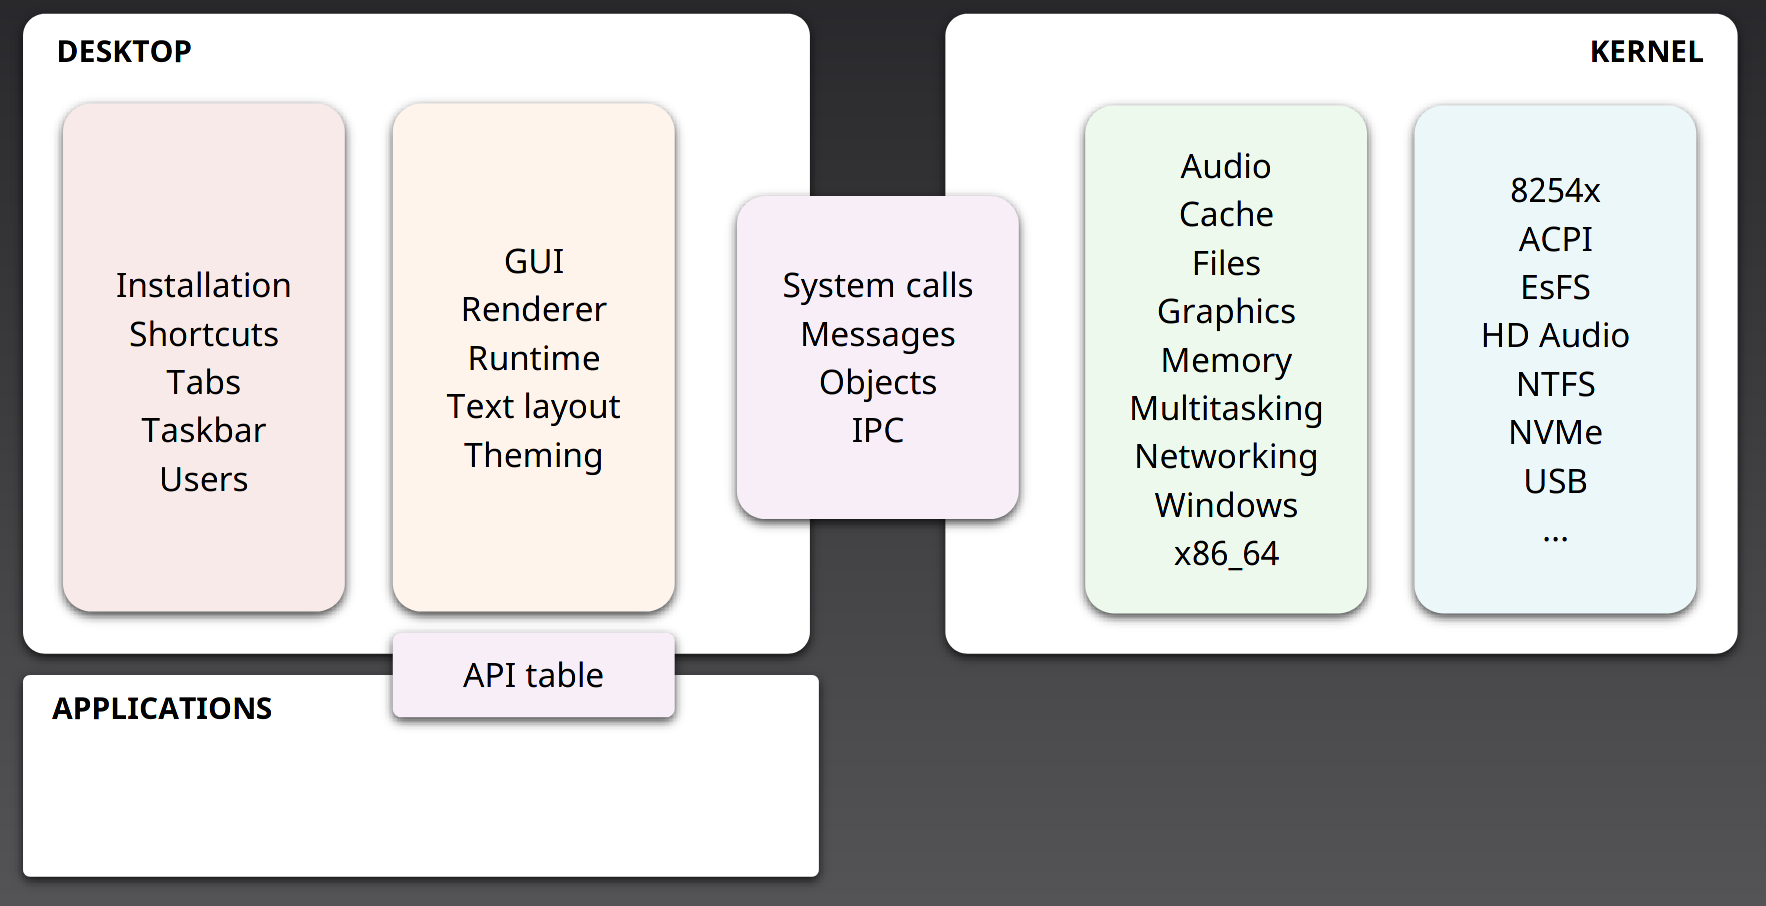 DESKTOP
Installation
Shortcuts
Tabs
Taskbar
Users
GUI
Renderer
Runtime
Text layout
Theming
System calls
Messages
Objects
IPC
KERNEL
Audio
Cache
Files
Graphics
Memory
Multitasking
Networking
Windows
x86_64
8254x
ACPI
EsFS
HD Audio
NTFS
NVMe
USB
...
API table
APPLICATIONS